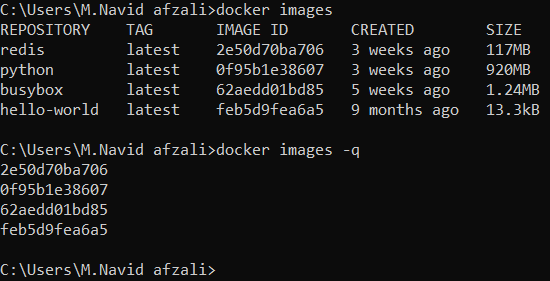 C:\Users\M.Navid afzali>docker images
REPOSITORY TAG IMAGE ID CREATED SIZE
redis latest 2e50d70ba706 3 weeks ago 117MB
python latest 0f95b1e38607 3 weeks ago 920MB
busybox latest 62aedd01bd85 5 weeks ago 1.24MB
hello-world latest feb5d9fea6a5 9 months ago 13.3kB
C:\Users\M.Navid afzali>docker images -q
2e50d70ba706
0f95b1e38607
62aedd01bd85
feb5d9fea6a5
C:\Users\M.Navid afzali>